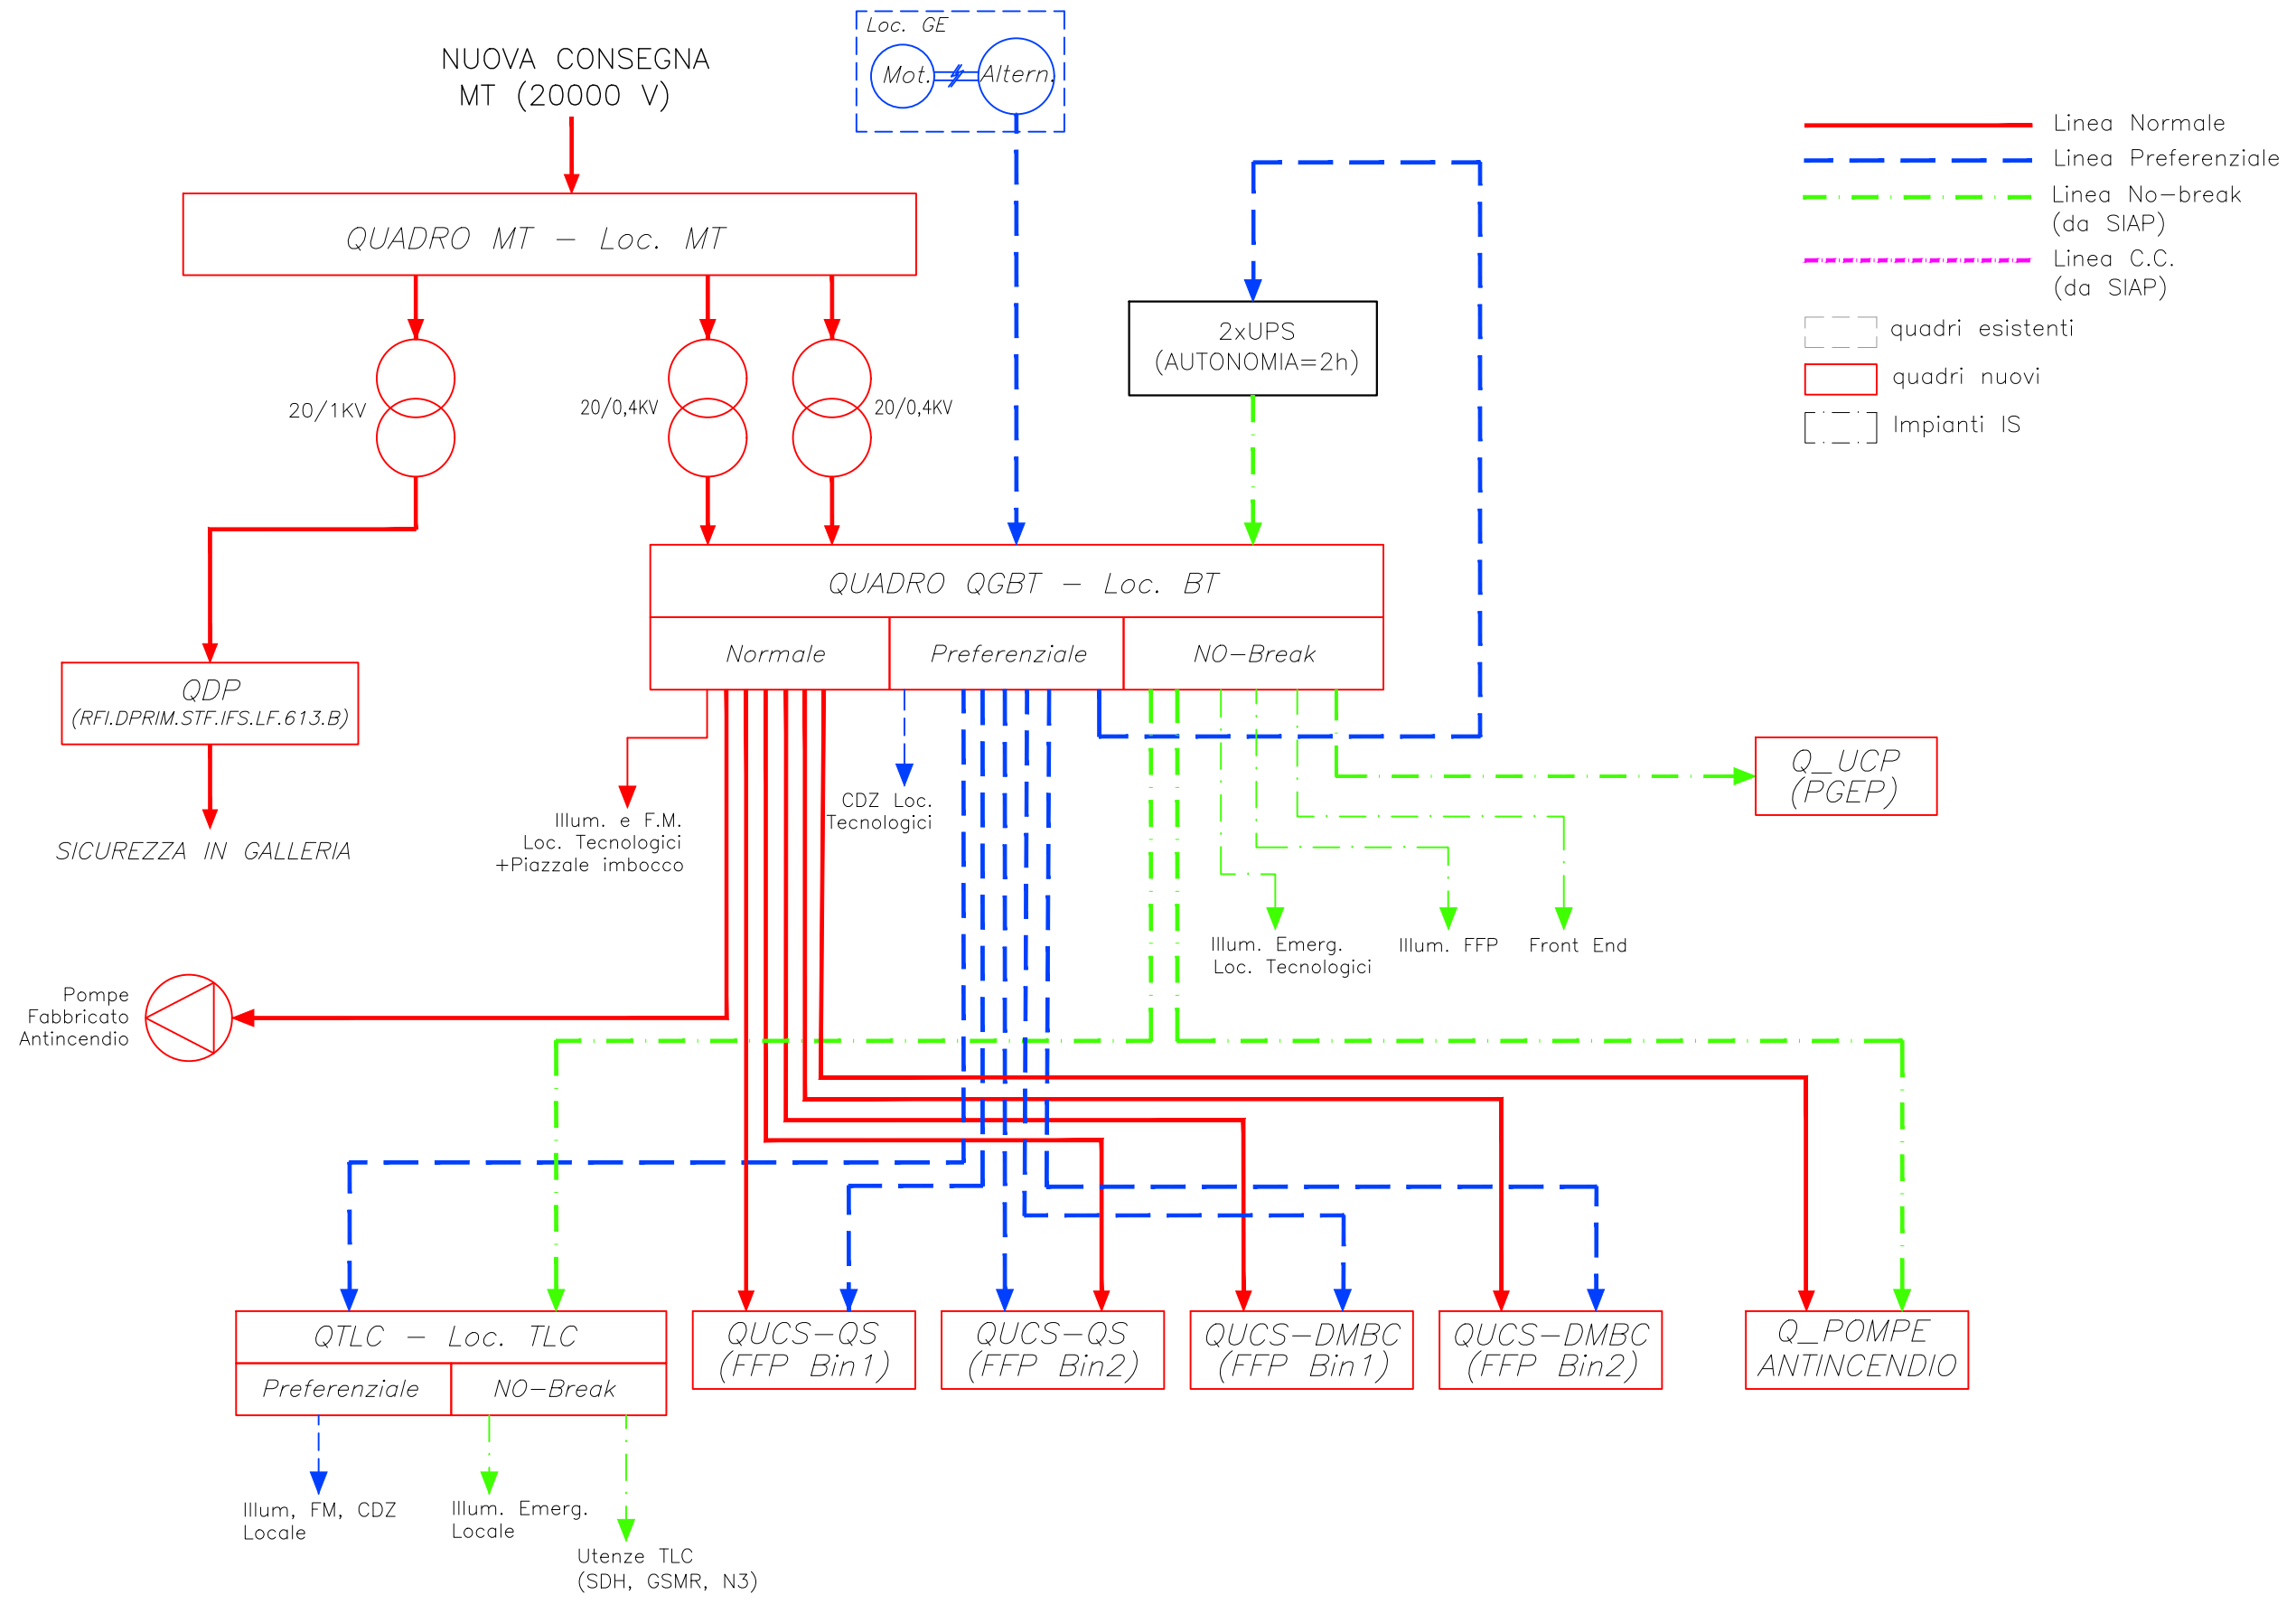 Loc. GE
Mot.
Altern.
NUOVA CONSEGNA
MT (20000 V)
Linea Normale
Linea Preferenziale
Linea No-break
(da SIAP)
Linea C.C.
(da SIAP)
quadri esistenti
quadri nuovi
Impianti IS
QUADRO MT - Loc. MT
2xUPS
(AUTONOMIA=2h)
20/1KV
20/0,4KV
20/0,4KV
QUADRO QGBT - Loc. BT
Normale
Preferenziale
NO-Break
QDP
(RFI.DPRIM.STF.IFS.LF.613.B)
SICUREZZA IN GALLERIA
Illum. e F.M.
Loc. Tecnologici
+Piazzale imbocco
CDZ Loc.
Tecnologici
Q_UCP
(PGEP)
Illum. Emerg.
Loc. Tecnologici
Illum. FFP
Front End
Pompe
Fabbricato
Antincendio
QTLC - Loc. TLC
Preferenziale
NO-Break
QUCS-QS
(FFP Bin1)
QUCS-QS
(FFP Bin2)
QUCS-DMBC
(FFP Bin1)
QUCS-DMBC
(FFP Bin2)
Q_POMPE
ANTINCENDIO
Illum, FM, CDZ
Locale
Illum. Emerg.
Locale
Utenze TLC
(SDH, GSMR, N3)